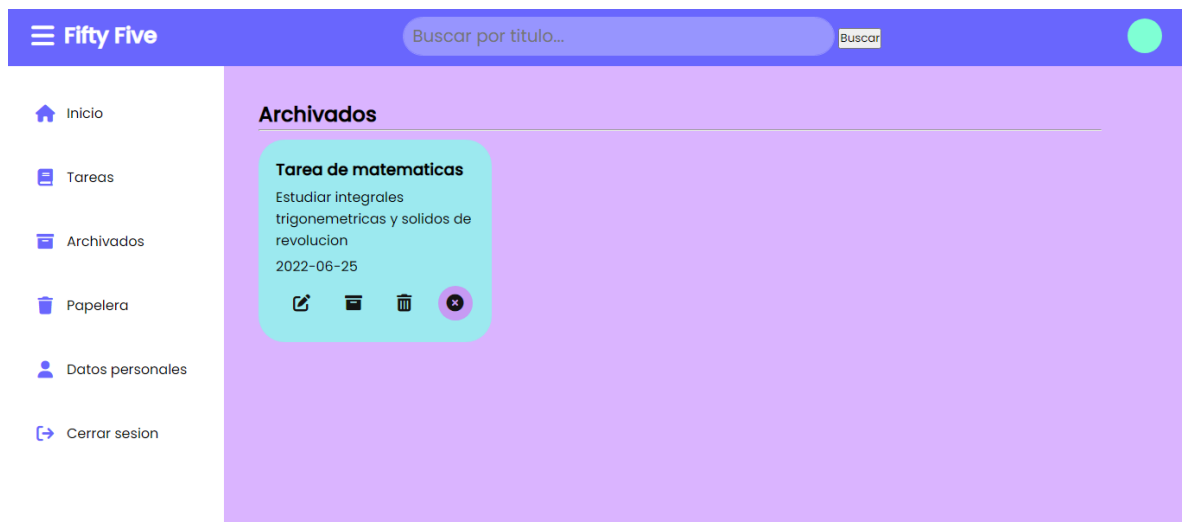 Fifty Five
Buscar por titulo...
Buscar
Inicio
Tareas
Archivados
Papelera
Datos personales
Cerrar sesion
Archivados
Tarea de matematicas
Estudiar integrales
trigonemetricas y solidos de
revolucion
2022-06-25